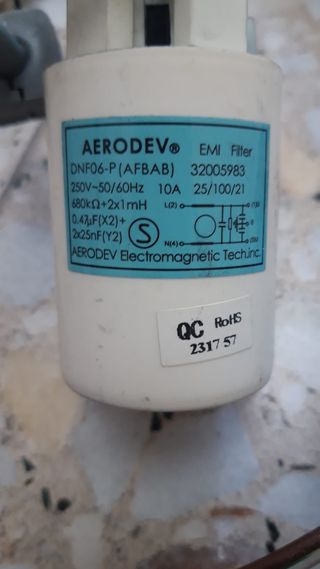 AERODEV® EMI Filter
DNF06-P(AFBAB) 32005983
250V~50/60Hz 10A 25/100/21
680kΩ+2x1mH L(2)
0.47µF(X2)+
2x25nF(Y2) S N(4)
AERODEV Electromagnetic Tech.inc.
QC RoHS
2317 57